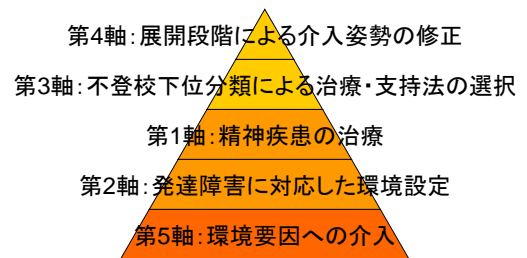 第4軸：展開段階による介入姿勢の修正
第3軸：不登校下位分類による治療・支持法の選択
第1軸：精神疾患の治療
第2軸：発達障害に対応した環境設定
第5軸：環境要因への介入